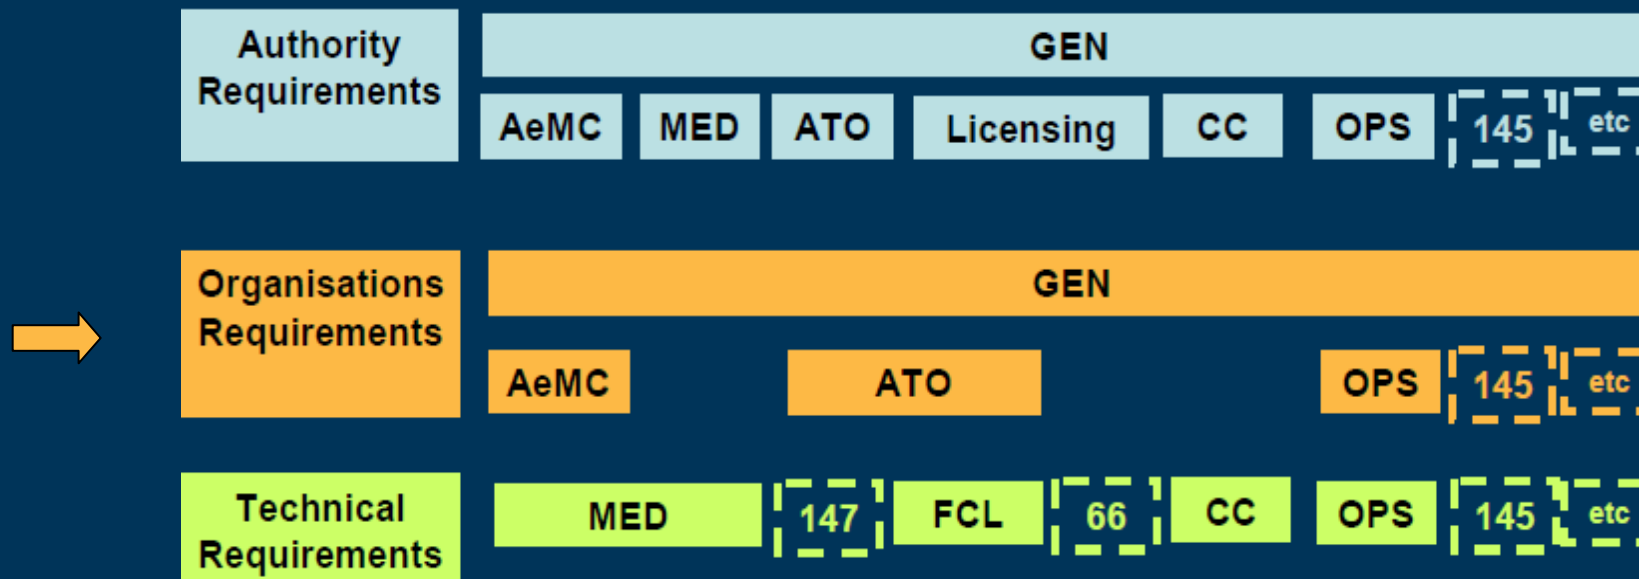 Authority
Requirements
GEN
AeMC MED ATO Licensing CC OPS 145 etc
Organisations
Requirements
GEN
AeMC ATO OPS 145 etc
Technical
Requirements
MED 147 FCL 66 CC OPS 145 etc